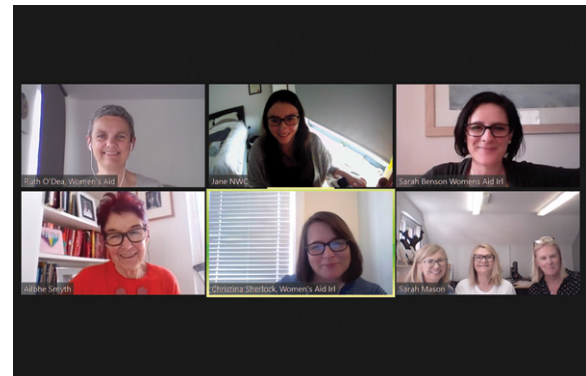 Ruth O'Dea, Women's Aid
Jane NWC
Sarah Benson Womens Aid Irl
Ailbhe Smyth
Christina Sherlock, Women's Aid Irl
Sarah Mason